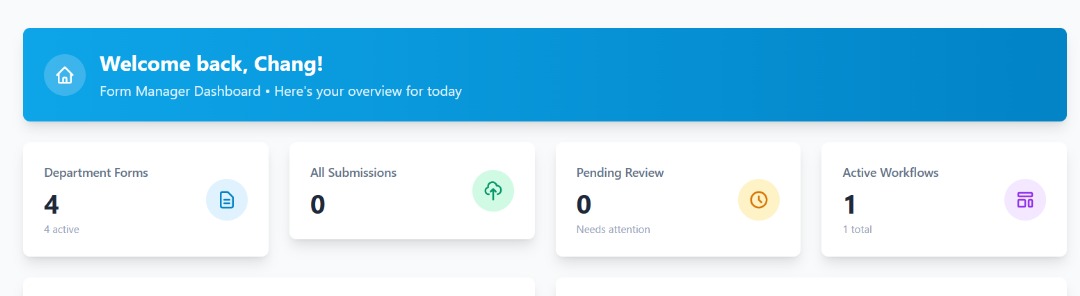 Welcome back, Chang!
Form Manager Dashboard • Here's your overview for today
Department Forms
4
4 active
All Submissions
0
Pending Review
0
Needs attention
Active Workflows
1
1 total